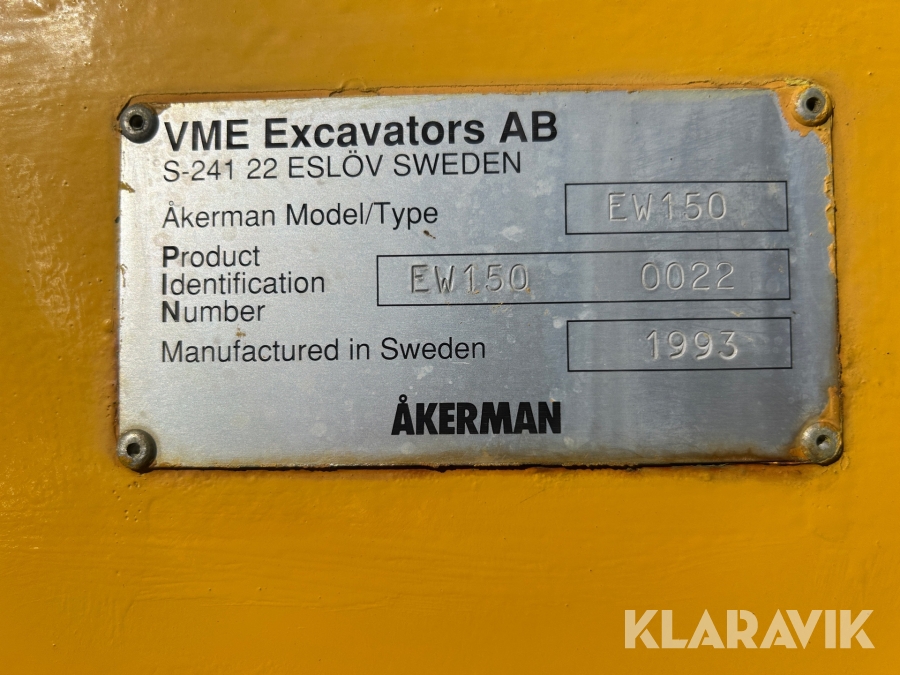 VME Excavators AB
S-241 22 ESLÖV SWEDEN
Åkerman Model/Type EW150
Product
Identification EW150 0022
Number
Manufactured in Sweden 1993
ÅKERMAN
KLARAVIK